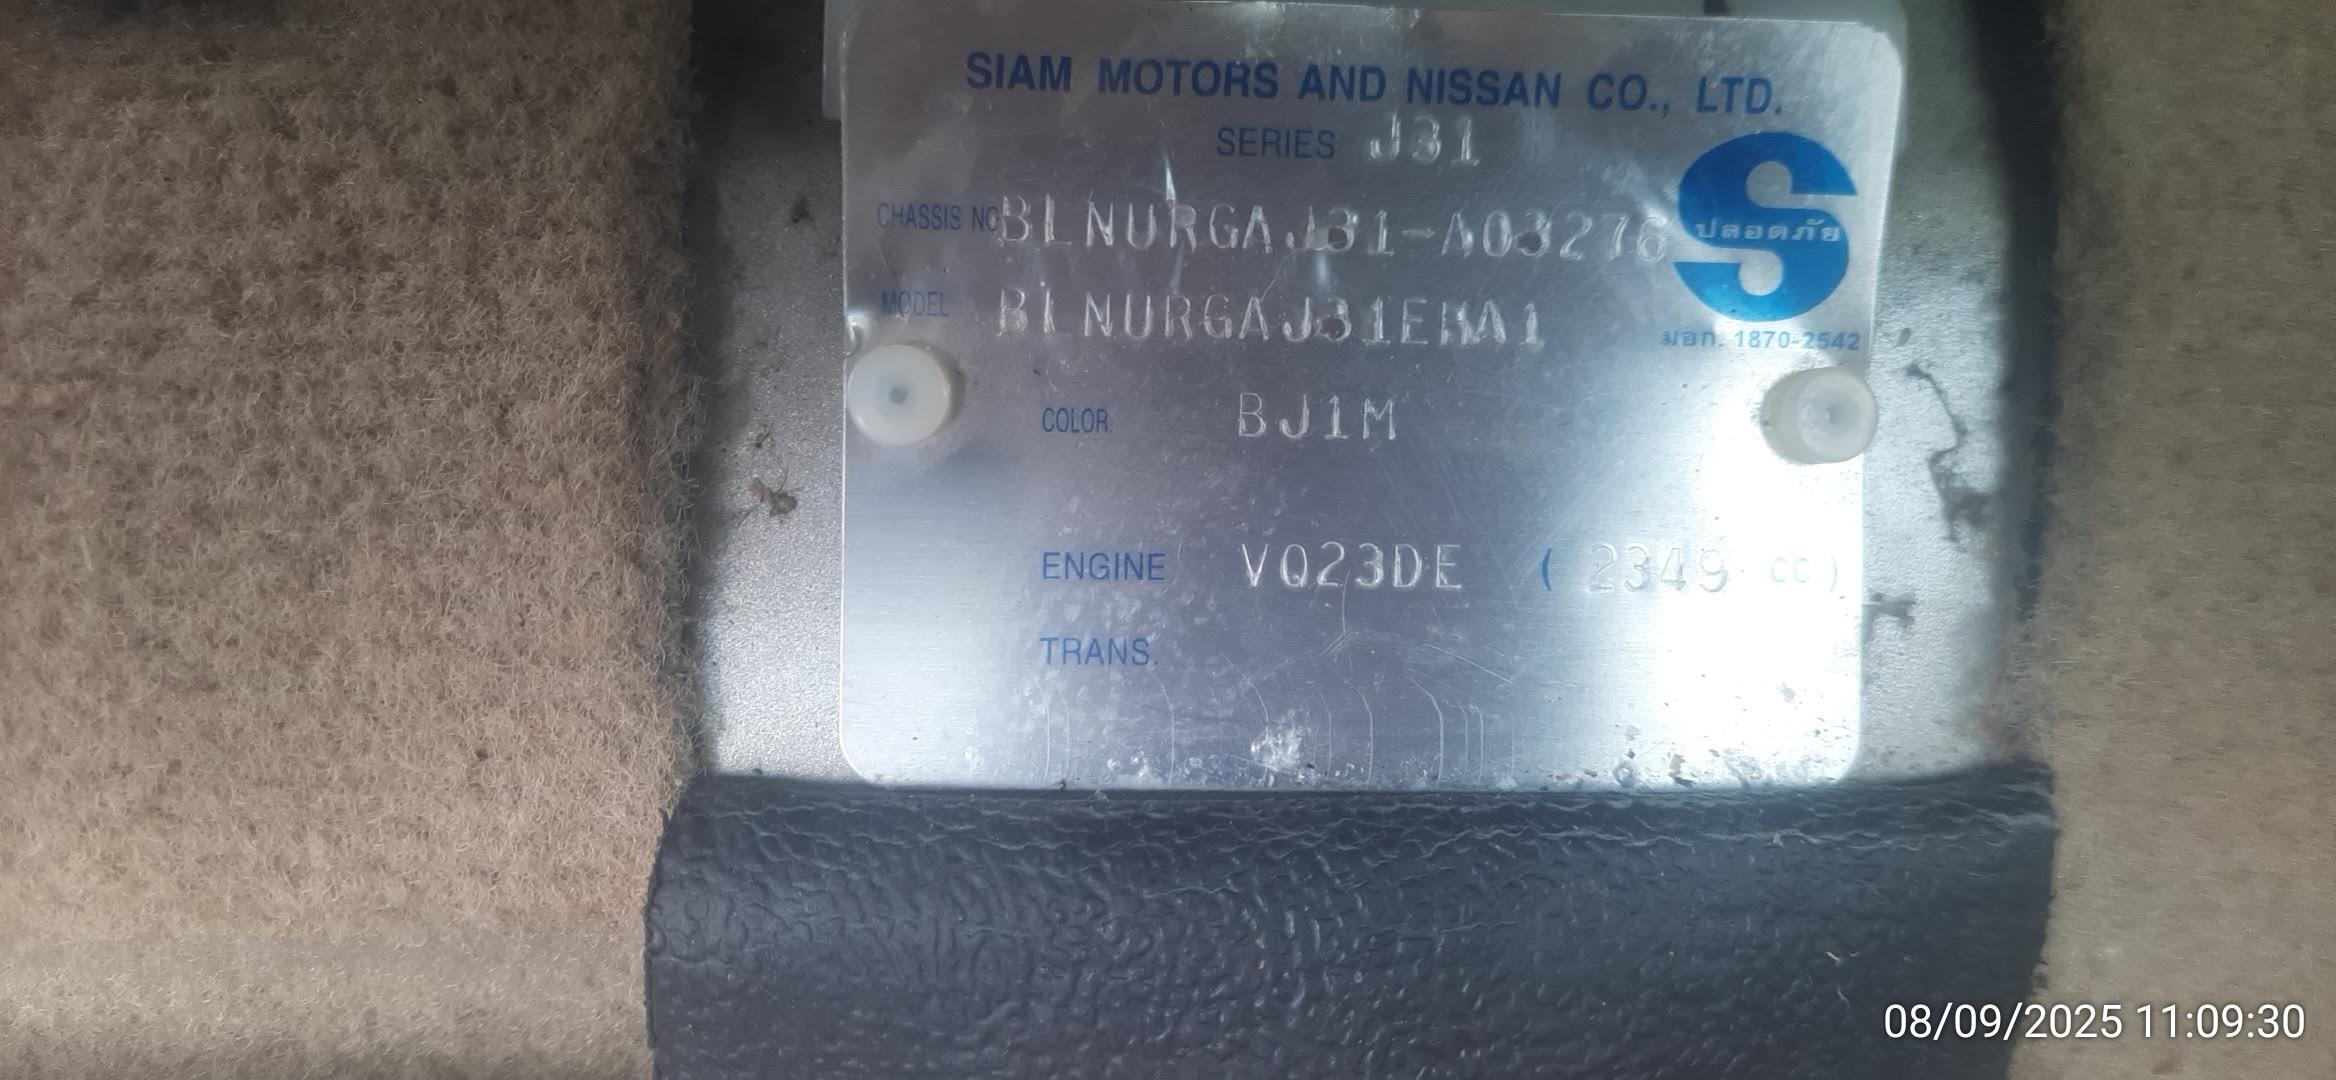 SIAM MOTORS AND NISSAN CO., LTD.
SERIES J31
CHASSIS NO BLNURGAJ31-A03276
MODEL BLNURGAJ31EHA1
ปลอดภัย
มอก. 1870-2542
COLOR. BJ1M
ENGINE VQ23DE ( 2349 CC )
TRANS.
08/09/2025 11:09:30